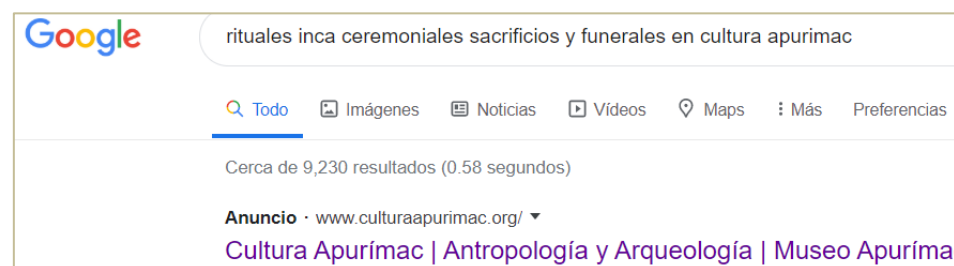 Google
rituales inca ceremoniales sacrificios y funerales en cultura apurimac
Todo Imágenes Noticias Vídeos Maps Más Preferencias
Cerca de 9,230 resultados (0.58 segundos)
Anuncio · www.culturaapurimac.org/
Cultura Apurímac | Antropología y Arqueología | Museo Apuríma